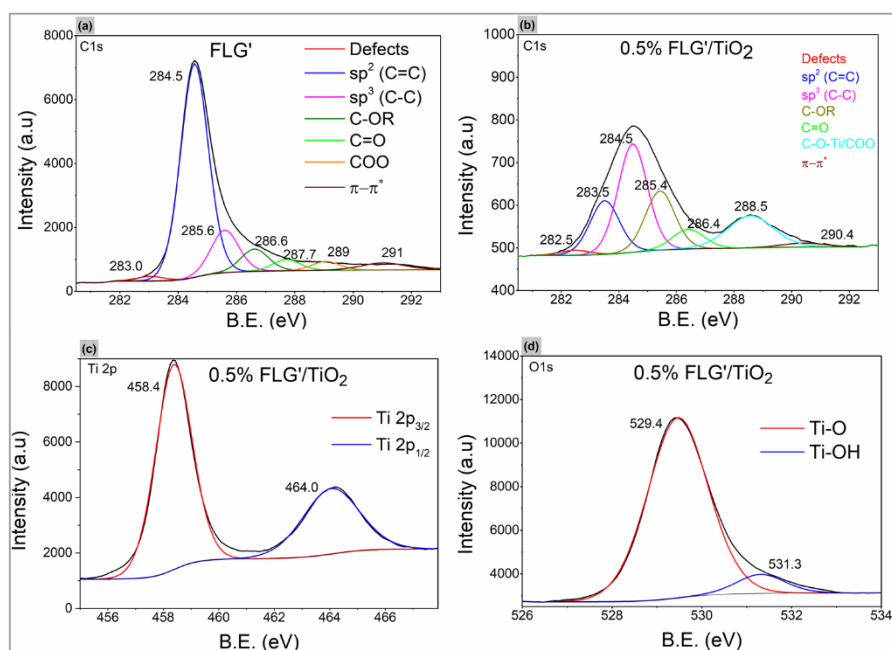 (a)
C1s
FLG'
Intensity (a.u)
8000
6000
4000
2000
0
284.5
283.0
285.6
286.6
287.7
289
291
Defects
sp² (C=C)
sp³ (C-C)
C-OR
C=O
COO
π–π*
282 284 286 288 290 292
B.E. (eV)
(b)
C1s
0.5% FLG'/TiO₂
Intensity (a.u)
1000
900
800
700
600
500
400
282.5
283.5
284.5
285.4
286.4
288.5
290.4
Defects
sp² (C=C)
sp³ (C-C)
C-OR
C=O
C-O-Ti/COO
π–π*
282 284 286 288 290 292
B.E. (eV)
(c)
Ti 2p
0.5% FLG'/TiO₂
Intensity (a.u)
8000
6000
4000
2000
0
458.4
464.0
Ti 2p₃/₂
Ti 2p₁/₂
456 458 460 462 464 466
B.E. (eV)
(d)
O1s
0.5% FLG'/TiO₂
Intensity (a.u)
14000
12000
10000
8000
6000
4000
2000
529.4
531.3
Ti-O
Ti-OH
526 528 530 532 534
B.E. (eV)